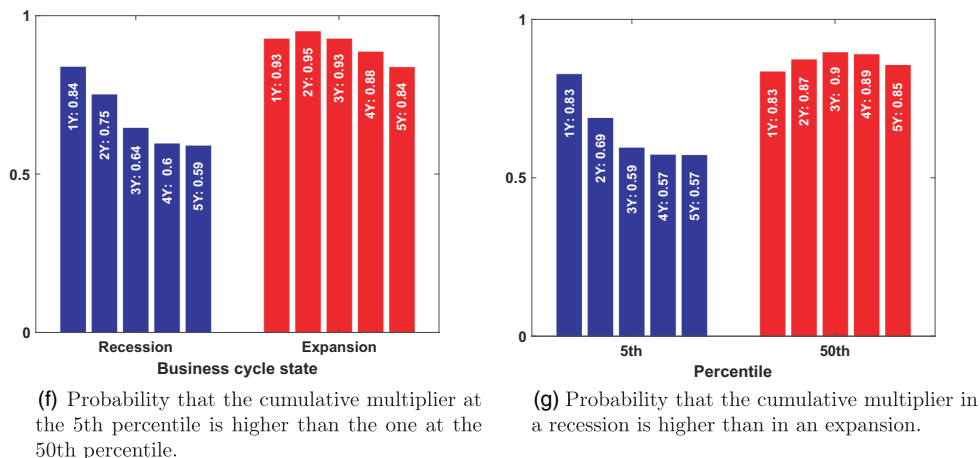 1
0.5
0
1Y: 0.84
2Y: 0.75
3Y: 0.64
4Y: 0.6
5Y: 0.59
1Y: 0.93
2Y: 0.95
3Y: 0.93
4Y: 0.88
5Y: 0.84
Recession
Expansion
Business cycle state
(f) Probability that the cumulative multiplier at
the 5th percentile is higher than the one at the
50th percentile.
1
0.5
0
1Y: 0.83
2Y: 0.69
3Y: 0.59
4Y: 0.57
5Y: 0.57
1Y: 0.83
2Y: 0.87
3Y: 0.9
4Y: 0.89
5Y: 0.85
5th
50th
Percentile
(g) Probability that the cumulative multiplier in
a recession is higher than in an expansion.